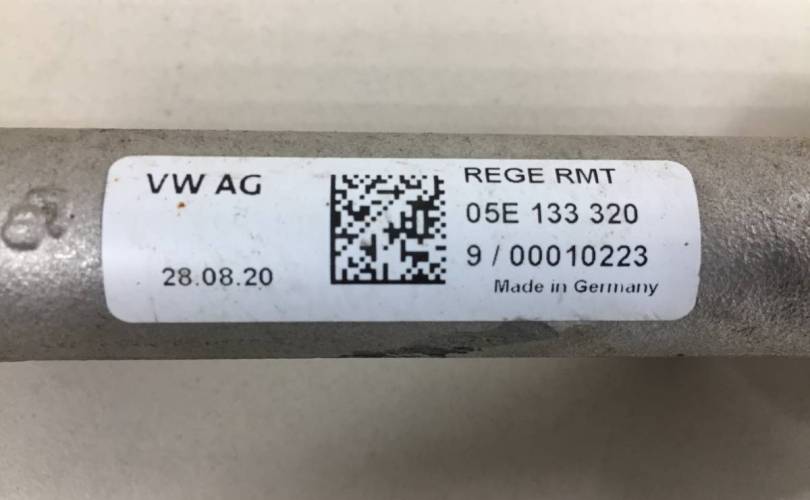 VW AG
28.08.20
REGE RMT
05E 133 320
9 / 00010223
Made in Germany